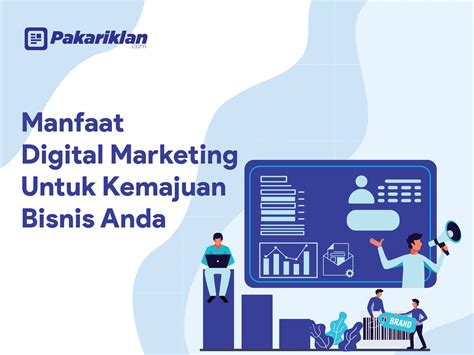 Pakariklan
.com
Manfaat
Digital Marketing
Untuk Kemajuan
Bisnis Anda
BRAND